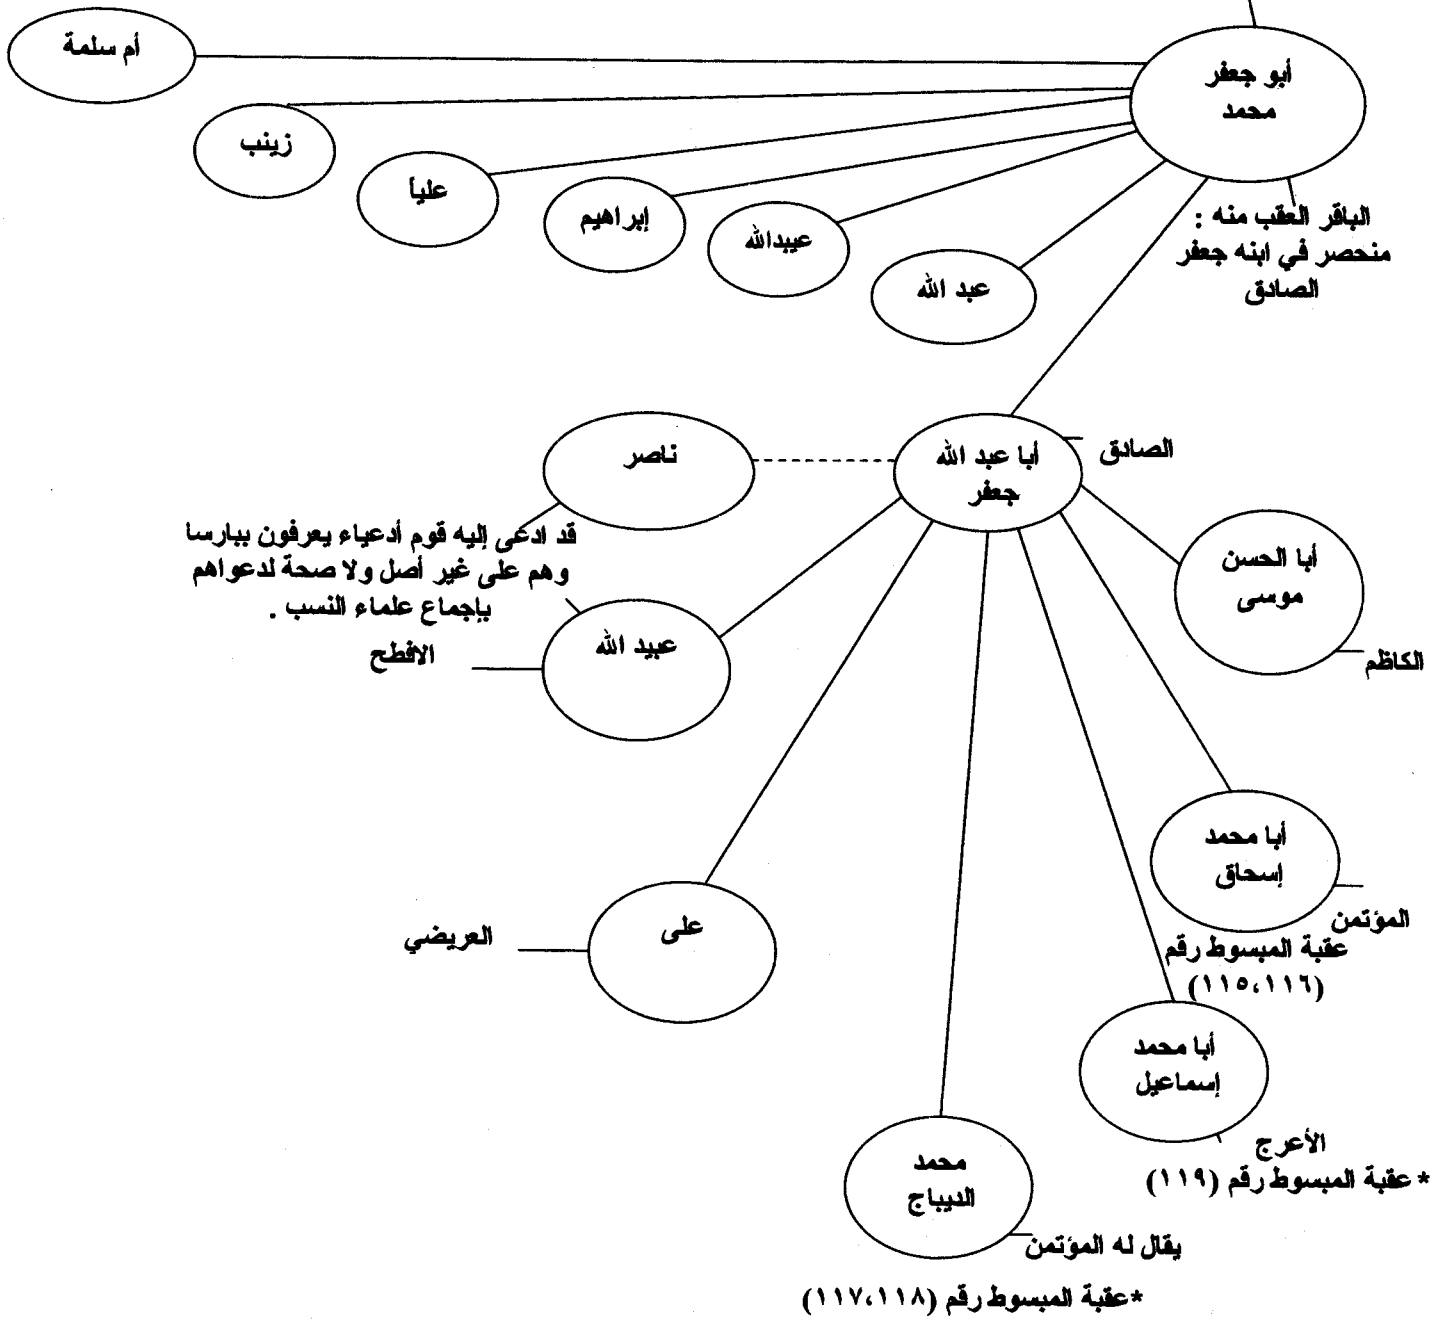 أبو جعفر
محمد
أم سلمة
زينب
عليأ
إبراهيم
عيبدالله
عبد الله
الباقر العقب منه :
منحصر في ابنه جعفر
الصادق
أبا عبد الله
جعفر
الصادق
ناصر
قد ادعى إليه قوم أدعياء يعرفون ببارسا
وهم على غير أصل ولا صحة لدعواهم
بإجماع علماء النسب .
أبا الحسن
موسى
الكاظم
عبيد الله
الافطح
أبا محمد
إسحاق
المؤتمن
عقبة المبسوط رقم
(١١٥،١١٦)
على
العريضي
أبا محمد
إسماعيل
الأعرج
* عقبة المبسوط رقم (١١٩)
محمد
الديباج
يقال له المؤتمن
*عقبة المبسوط رقم (١١٧،١١٨)